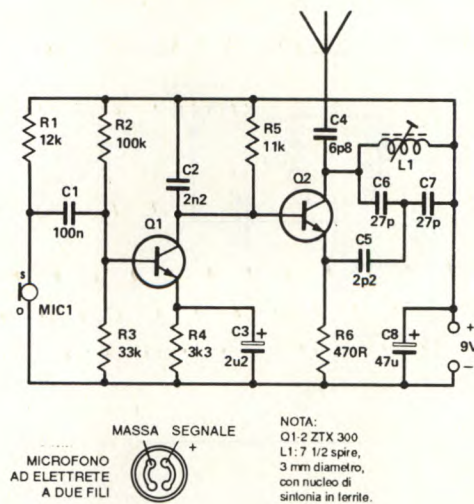 R1
12k
R2
100k
C1
100n
C2
2n2
R5
11k
C4
6p8
L1
Q1
Q2
C6
27p
C7
27p
C5
2p2
s
o
MIC1
R3
33k
R4
3k3
C3
2u2
+
R6
470R
C8
47u
+
+
9V
–
MASSA SEGNALE
+
MICROFONO
AD ELETTRETE
A DUE FILI
NOTA:
Q1-2 ZTX 300
L1: 7 1/2 spire,
3 mm diametro,
con nucleo di
sintonia in ferrite.